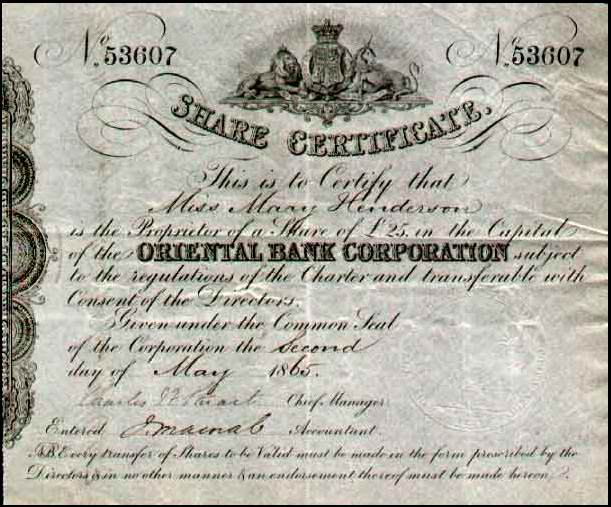 No. 53607 No. 53607
SHARE CERTIFICATE.
This is to Certify that
Miss Mary Henderson
is the Proprietor of a Share of £25. in the Capital
of the ORIENTAL BANK CORPORATION subject
to the regulations of the Charter and transferable with
Consent of the Directors.
Given under the Common Seal
of the Corporation the second
day of May 1865.
Charles Chief Manager
Entered Accountant.
N.B. Every transfer of Shares to be Valid must be made in the form prescribed by the
Directors & in no other manner & an endorsement thereof must be made hereon.